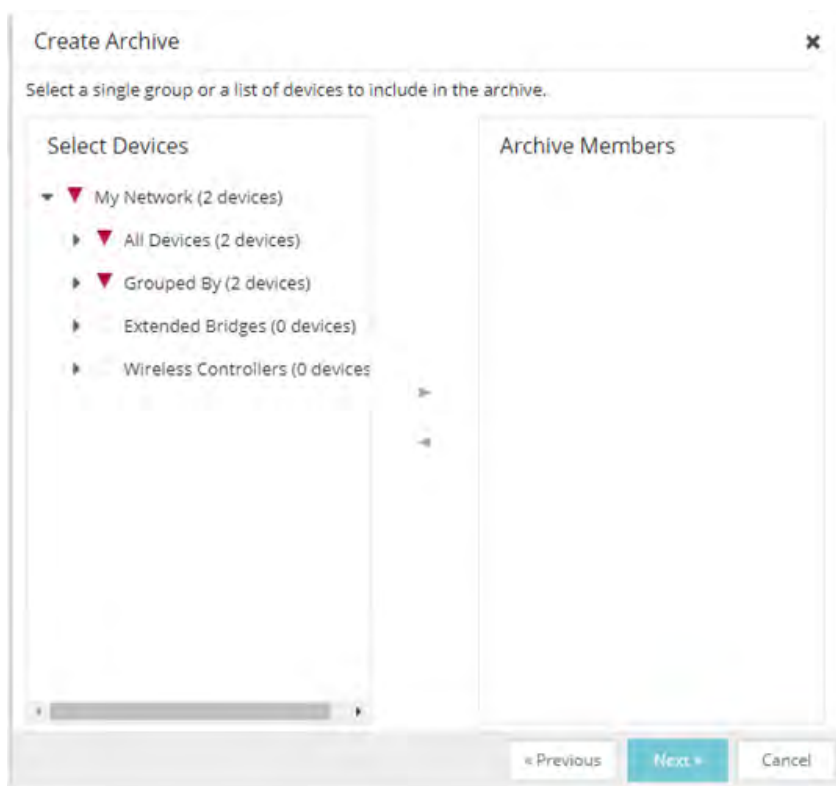 Create Archive
Select a single group or a list of devices to include in the archive.
Select Devices
My Network (2 devices)
All Devices (2 devices)
Grouped By (2 devices)
Extended Bridges (0 devices)
Wireless Controllers (0 devices
Archive Members
« Previous
Next »
Cancel